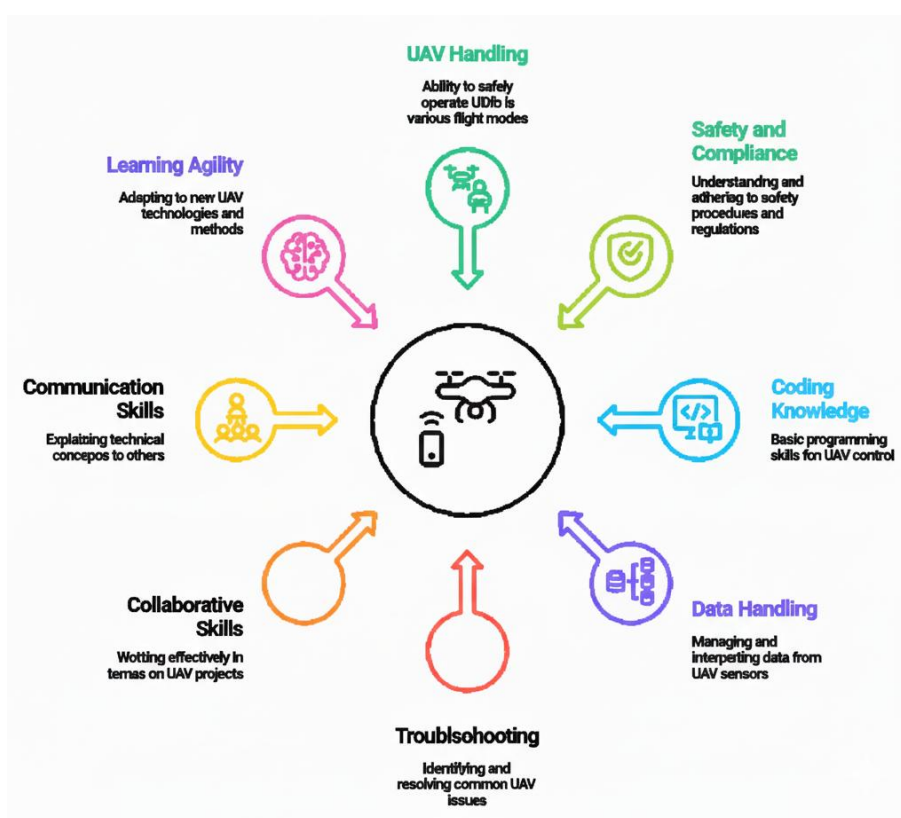 UAV Handling
Ability to safely
operate UDfb is
various flight modes
Safety and
Compliance
Understanding and
adhering to sofety
procedures and
regulations
Learning Agility
Adapting to new UAV
technologies and
methods
Communication
Skills
Explaining technical
concepos to others
</>
Coding
Knowledge
Basic programming
skills fon UAV control
Collaborative
Skills
Wotting effectively in
temas on UAV projects
Data Handling
Managing and
interperting data from
UAV sensors
Troublsohooting
Identifying and
resolving common UAV
issues